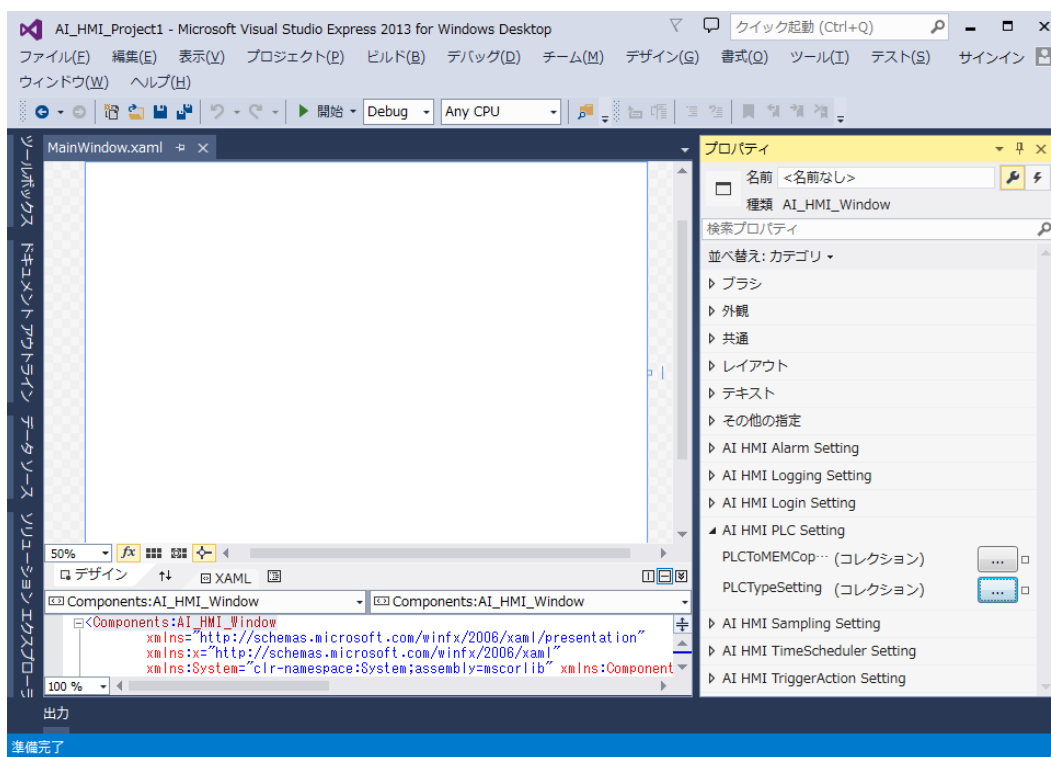 AI_HMI_Project1 - Microsoft Visual Studio Express 2013 for Windows Desktop
クイック起動 (Ctrl+Q)
ファイル(F) 編集(E) 表示(V) プロジェクト(P) ビルド(B) デバッグ(D) チーム(M) デザイン(G) 書式(O) ツール(T) テスト(S) サインイン
ウィンドウ(W) ヘルプ(H)
開始 Debug Any CPU
ツールボックス
ドキュメント アウトライン
データ ソース
ソリューション エクスプローラ
MainWindow.xaml
50%
fx
デザイン
XAML
Components:AI_HMI_Window
Components:AI_HMI_Window
<Components:AI_HMI_Window
xmlns="http://schemas.microsoft.com/winfx/2006/xaml/presentation"
xmlns:x="http://schemas.microsoft.com/winfx/2006/xaml"
xmlns:System="clr-namespace:System;assembly=mscorlib" xmlns:Component
100 %
プロパティ
名前 <名前なし>
種類 AI_HMI_Window
検索プロパティ
並べ替え: カテゴリ
ブラシ
外観
共通
レイアウト
テキスト
その他の指定
AI HMI Alarm Setting
AI HMI Logging Setting
AI HMI Login Setting
AI HMI PLC Setting
PLCToMEMCop… (コレクション) ...
PLCTypeSetting (コレクション) ...
AI HMI Sampling Setting
AI HMI TimeScheduler Setting
AI HMI TriggerAction Setting
出力
準備完了